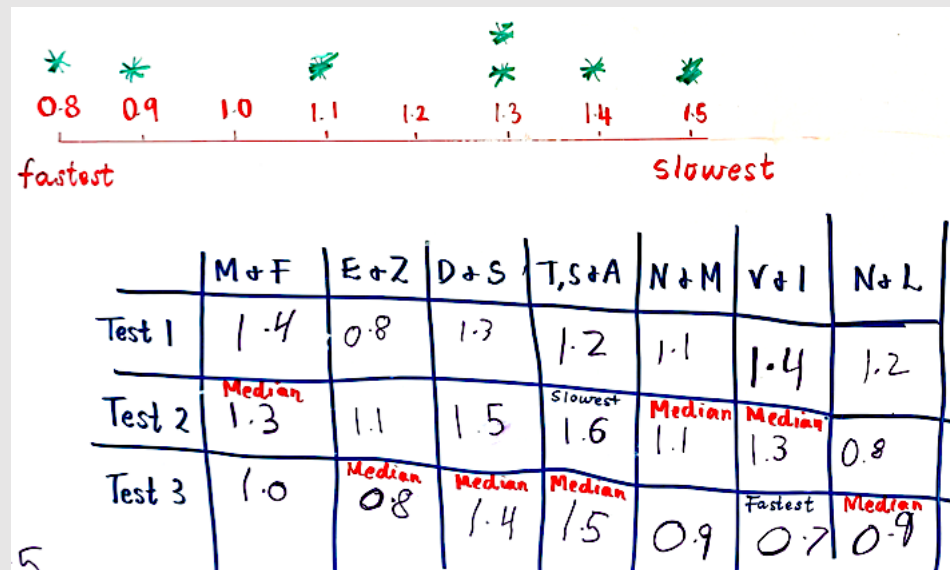 0.8 0.9 1.0 1.1 1.2 1.3 1.4 1.5
fastest slowest
M & F E & Z D & S T,S & A N & M V & I N & L
Test 1 1.4 0.8 1.3 1.2 1.1 1.4 1.2
Median Slowest Median Median
Test 2 1.3 1.1 1.5 1.6 1.1 1.3 0.8
Median Median Median Fastest Median
Test 3 1.0 0.8 1.4 1.5 0.9 0.7 0.9
5